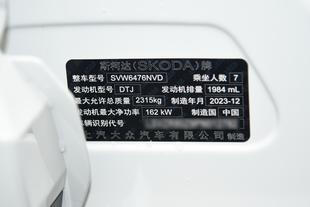 斯柯达(SKODA)牌
整车型号 SVW6476NVD 乘坐人数 7
发动机型号 DTJ 发动机排量 1984 mL
最大允许总质量 2315kg 制造年月 2023-12
发动机最大净功率 162 kW 制造国 中国
车辆识别代号
上汽大众汽车有限公司 制造